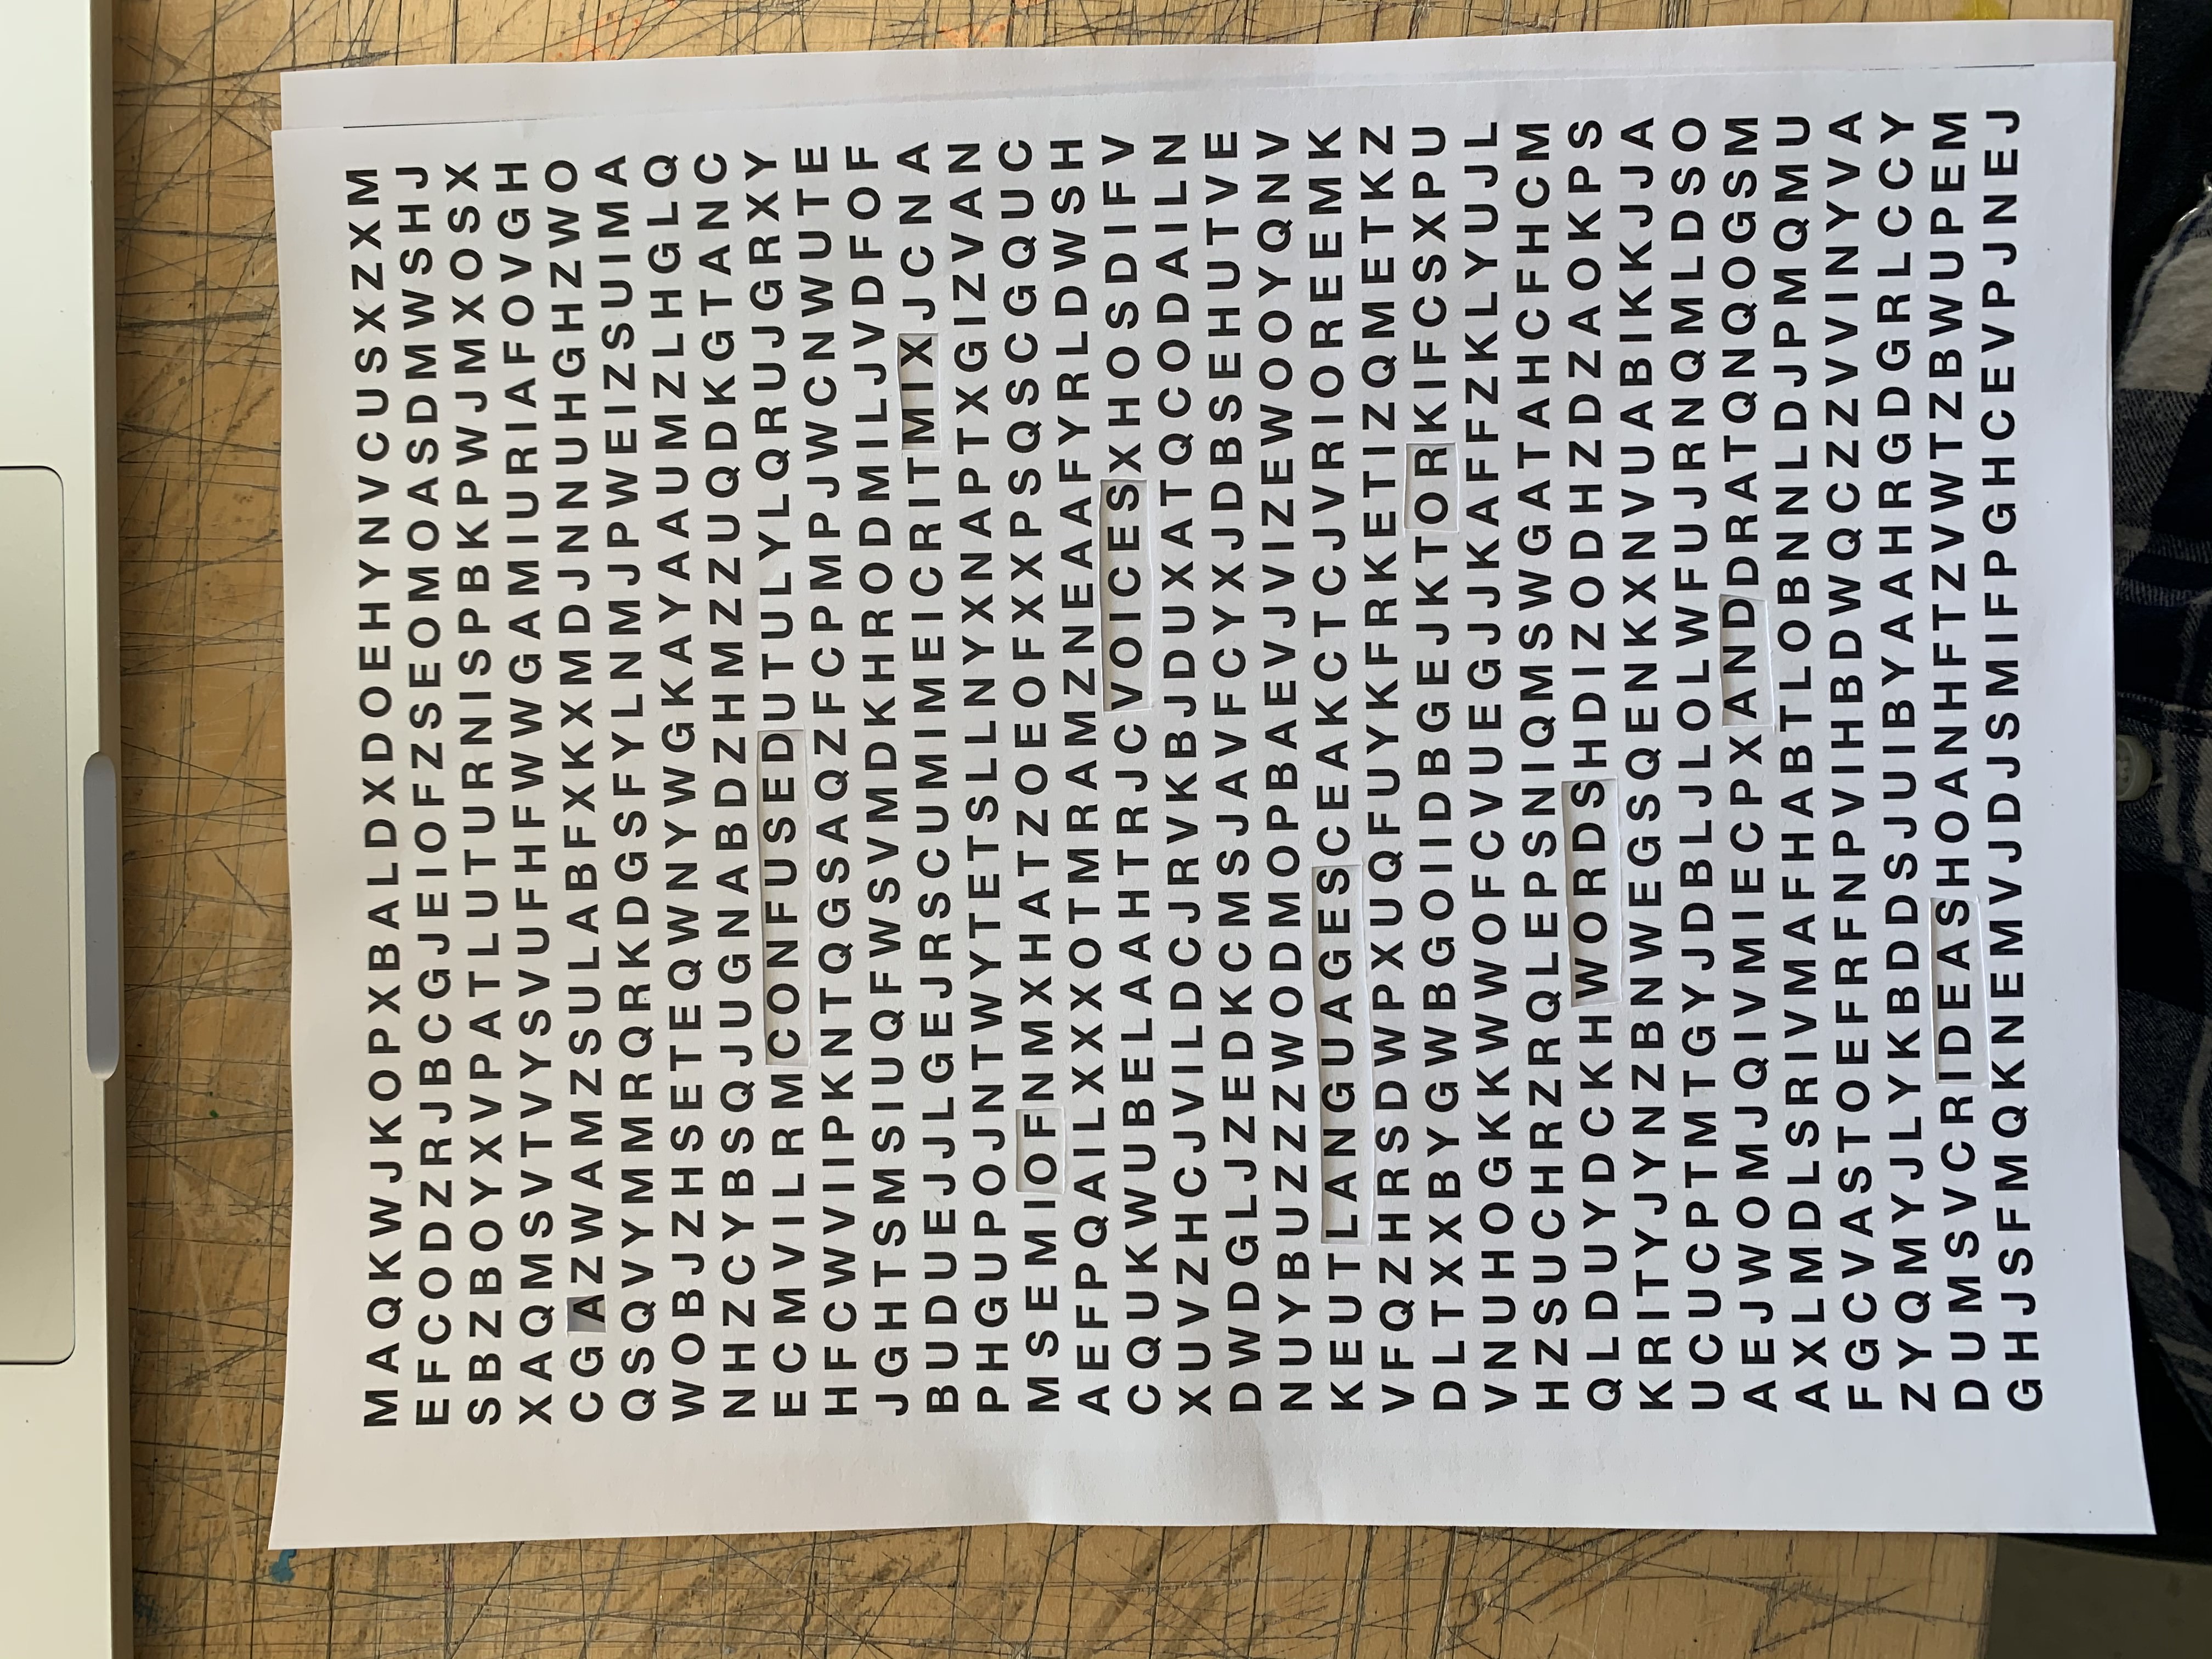 MAQKWJKOPXBALDXDOEHYNVCUSXZXM
EFCODZRJBCGJEIOFZSEOMOASDMWSHJ
SBZBOYXVPATLUTURNISPBKPWJMXOSX
XAQMSVTVYSVUFHFWWGAMIURIAFOVGH
CGAZWAMZSULABFXKXMDJNNUHGHZWO
QSQVYMMRQRKDGSFYLNMJPWEIZSUIMA
WOBJZHSETEQWNYWGKAYAAUMZLHGLQ
NHZCYBSQJUGNABDZHMZZUQDKGTANC
ECMVILRMCONFUSEDUTULYLQRUJGRXY
HFCWVIIPKNTQGSAQZFCPMPJWCNWUTE
JGHTSMSIUQFWSVMDKHRODMILJVDFOF
BUDUEJJLGEJRSCUMIMEICRITMIXJCNA
PHGUPOJNTWYTETSLLNYXNAPTXGIZVAN
MSEMIOFNMXHATZOEOFXXPSQSCGQUC
AEFPQAILXXXOTMRAMZNEAAFYRLDWSH
CQUKWUBELAAHTRJCVOICESXHOSDIFV
XUVZHCJVILDCJRVKBJDUXATQCODAILN
DWDGLJZEDKCMSJAVFCYXJDBSEHUTVE
NUYBUZZZWODMOPBAEVJVIZEWOOYQNV
KEUTLANGUAGESCEAKCTCJVRIOREEMK
VFQZHRSDWPXUQFUYKFRKETIZQMETKZ
DLTXXBYGWBGOIIDBGEJKTORKIFCSXPU
VNUHOGKKWWOFCVUEGJJKAFFZKLYUJL
HZSUCHRZRQLEPSNIQMSWGATAHCFHCM
QLDUYDCKHWORDSHDIZODHZDZAOKPS
KRITYJYNZBNWEGSQENKXNVUABIKKJJA
UCUCPTMTGYJDBLJLOLWFUJRNQMLDSO
AEJWOMJQIVMIECPXANDDRATQNQOGSM
AXLMDLSRIVMAFHABTLOBNNLDJPMQMU
FGCVASTOEFRFNPVIHBDWQCZZVVINYVA
ZYQMYJLYKBDDSJUIBYAAHRGDGRLCCY
DUMSVCRIDEASHOANHFTZVWTZBWUPEM
GHJSFMQKNEMVJDJSMIFPGHCEVPJNEJ